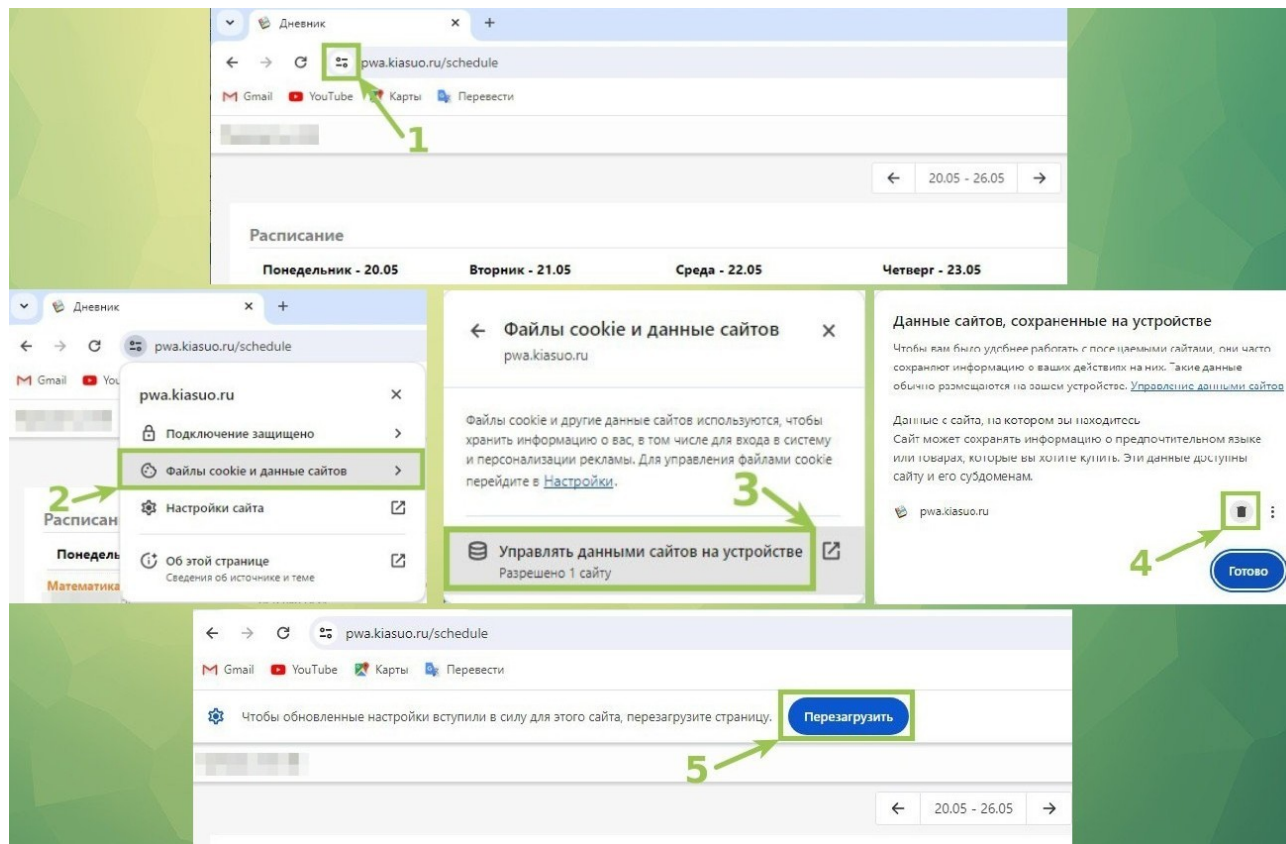 Дневник
pwa.kiasuo.ru/schedule
Gmail YouTube Карты Перевести
1
20.05 - 26.05
Расписание
Понедельник - 20.05 Вторник - 21.05 Среда - 22.05 Четверг - 23.05
Дневник
pwa.kiasuo.ru/schedule
Gmail You
pwa.kiasuo.ru
Подключение защищено
Файлы cookie и данные сайтов
2
Настройки сайта
Расписан
Понедель
Об этой странице
Сведения об источнике и теме
Математика
Файлы cookie и данные сайтов
pwa.kiasuo.ru
Файлы cookie и другие данные сайтов используются, чтобы
хранить информацию о вас, в том числе для входа в систему
и персонализации рекламы. Для управления файлами cookie
перейдите в Настройки.
3
Управлять данными сайтов на устройстве
Разрешено 1 сайту
Данные сайтов, сохраненные на устройстве
Чтобы вам было удобнее работать с посещаемыми сайтами, они часто
сохраняют информацию о ваших действиях на них. Такие данные
обычно размещаются на вашем устройстве. Управление данными сайтов
Данные с сайта, на котором вы находитесь
Сайт может сохранять информацию о предпочтительном языке
или товарах, которые вы хотите купить. Эти данные доступны
сайту и его субдоменам.
pwa.kiasuo.ru
4
Готово
pwa.kiasuo.ru/schedule
Gmail YouTube Карты Перевести
Чтобы обновленные настройки вступили в силу для этого сайта, перезагрузите страницу. Перезагрузить
5
20.05 - 26.05